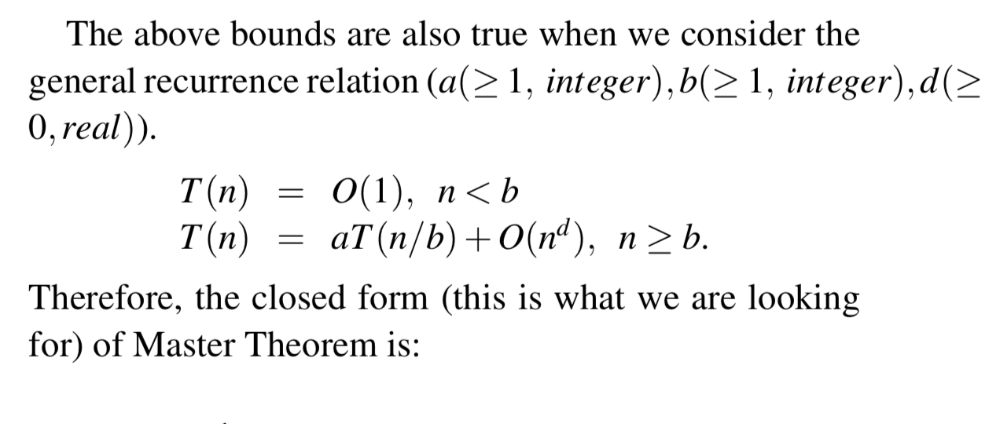 The above bounds are also true when we consider the
general recurrence relation (a(≥ 1, integer),b(≥ 1, integer),d(≥
0,real)).
T(n) = O(1), n < b
T(n) = aT(n/b)+O(n^d), n ≥ b.
Therefore, the closed form (this is what we are looking
for) of Master Theorem is: